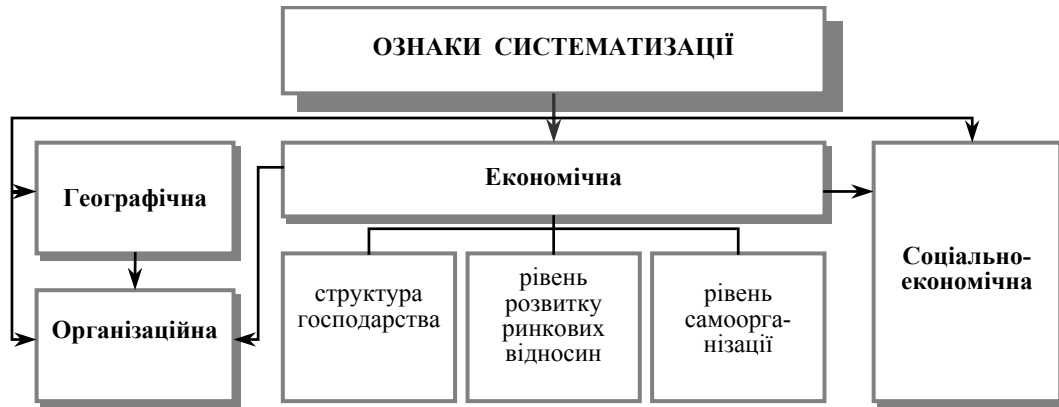 ОЗНАКИ СИСТЕМАТИЗАЦІЇ
Географічна
Економічна
Соціально-
економічна
Організаційна
структура
господарства
рівень
розвитку
ринкових
відносин
рівень
самоорга-
нізації